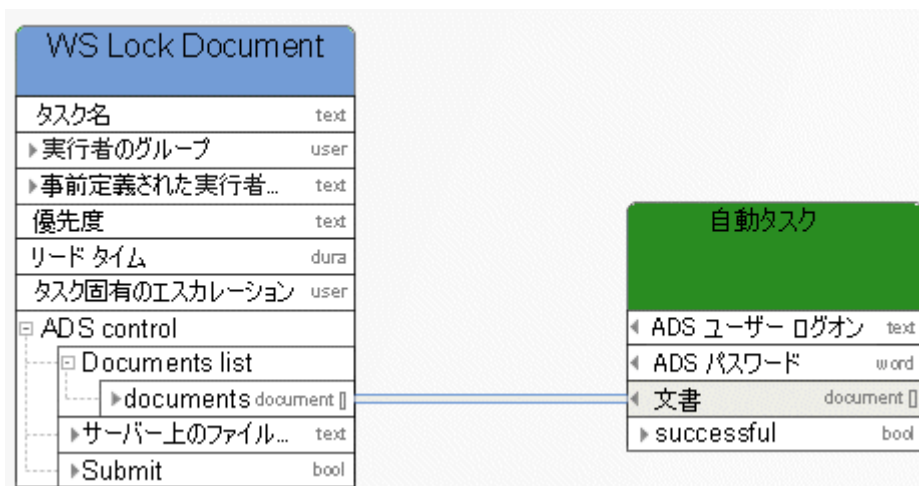 WS Lock Document
タスク名 text
実行者のグループ user
事前定義された実行者... text
優先度 text
リード タイム dura
タスク固有のエスカレーション user
ADS control
Documents list
documents document []
サーバー上のファイル... text
Submit bool
自動タスク
ADS ユーザー ログオン text
ADS パスワード word
文書 document []
successful bool